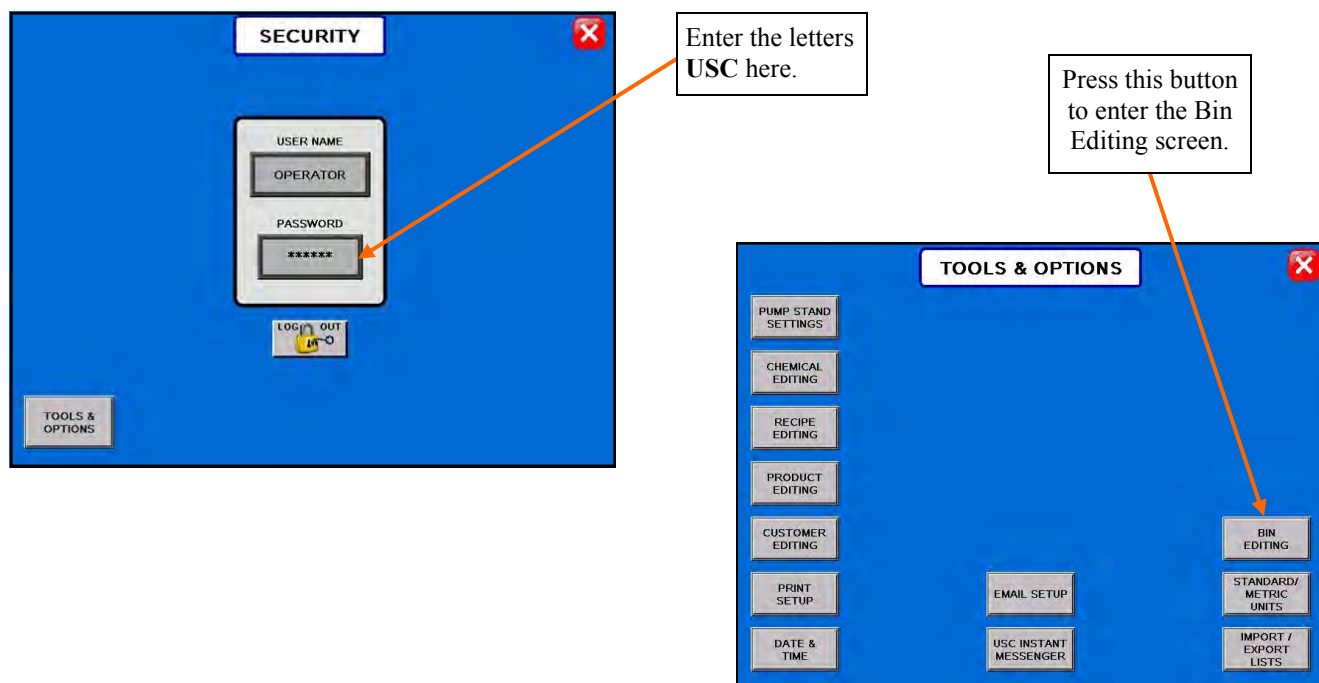 SECURITY
USER NAME
OPERATOR
PASSWORD
******
LOG OUT
TOOLS &
OPTIONS
Enter the letters
USC here.
Press this button
to enter the Bin
Editing screen.
TOOLS & OPTIONS
PUMP STAND
SETTINGS
CHEMICAL
EDITING
RECIPE
EDITING
PRODUCT
EDITING
CUSTOMER
EDITING
PRINT
SETUP
DATE &
TIME
EMAIL SETUP
USC INSTANT
MESSENGER
BIN
EDITING
STANDARD/
METRIC
UNITS
IMPORT /
EXPORT
LISTS